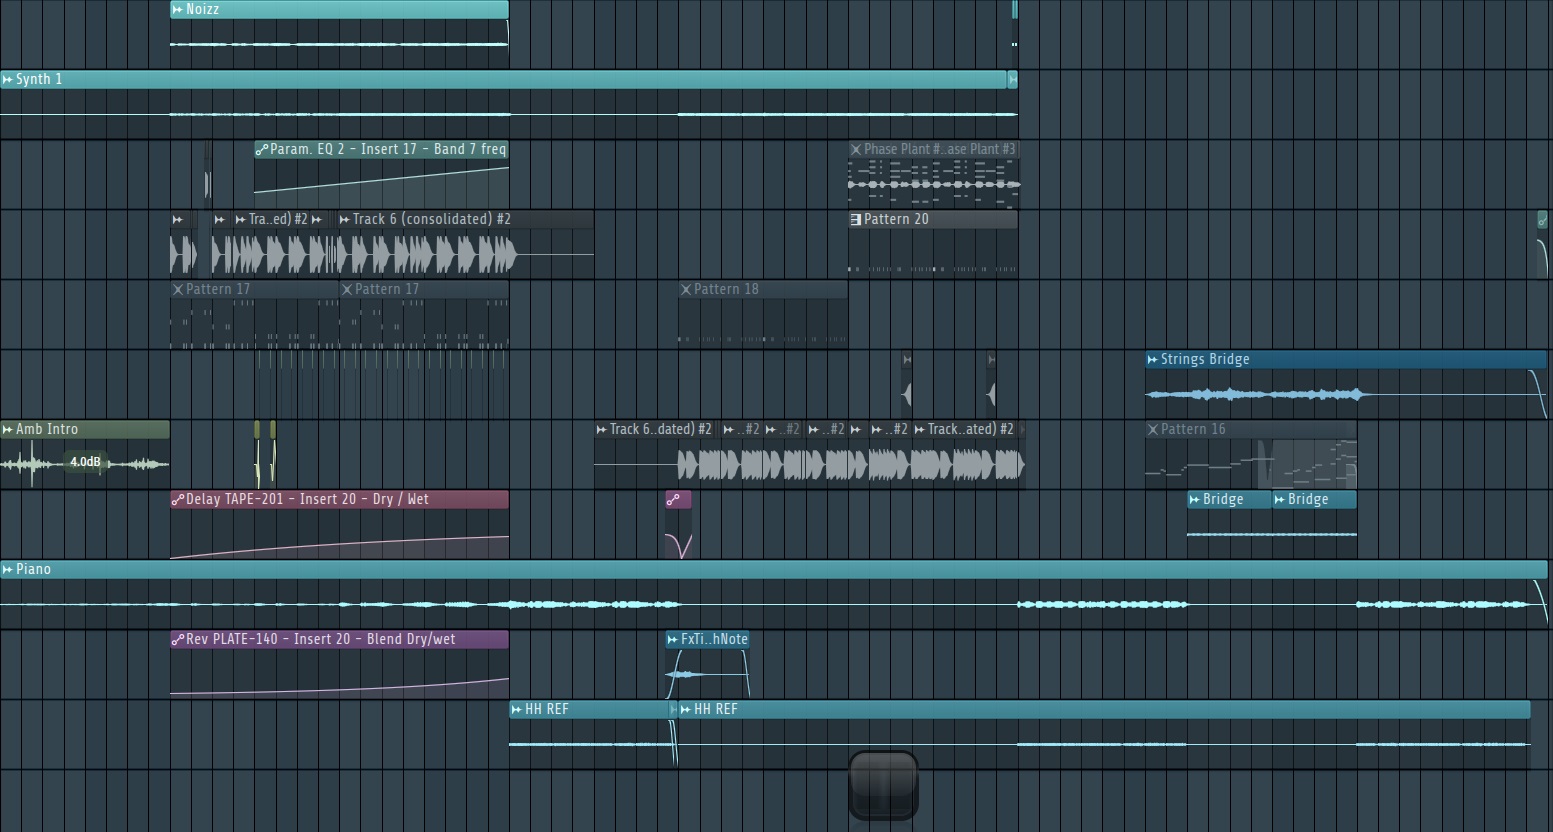 Noizz
Synth 1
Param. EQ 2 - Insert 17 - Band 7 freq
Phase Plant #..ase Plant #3
Tra..ed) #2
Track 6 (consolidated) #2
Pattern 20
Pattern 17
Pattern 17
Pattern 18
Strings Bridge
Amb Intro
4.0dB
Track 6..dated) #2
..#2
..#2
..#2
..#2
Track..ated) #2
Pattern 16
Delay TAPE-201 - Insert 20 - Dry / Wet
Bridge
Bridge
Piano
Rev PLATE-140 - Insert 20 - Blend Dry/wet
FxTi..hNote
HH REF
HH REF